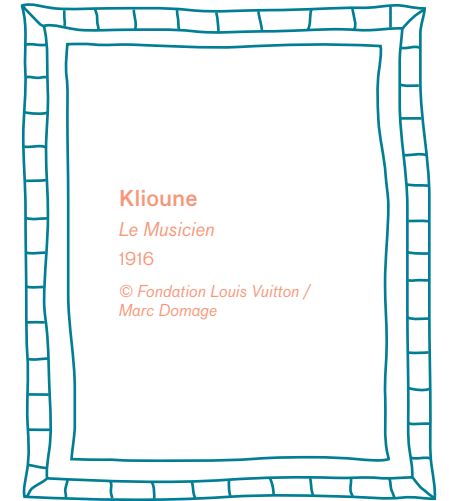 Klioune
Le Musicien
1916
© Fondation Louis Vuitton /
Marc Domage